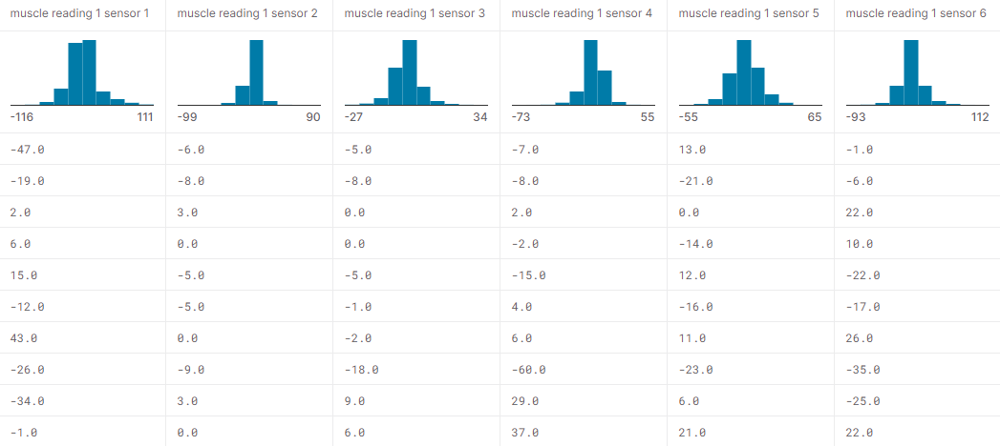 muscle reading 1 sensor 1 muscle reading 1 sensor 2 muscle reading 1 sensor 3 muscle reading 1 sensor 4 muscle reading 1 sensor 5 muscle reading 1 sensor 6
-116 111 -99 90 -27 34 -73 55 -55 65 -93 112
-47.0 -6.0 -5.0 -7.0 13.0 -1.0
-19.0 -8.0 -8.0 -8.0 -21.0 -6.0
2.0 3.0 0.0 2.0 0.0 22.0
6.0 0.0 0.0 -2.0 -14.0 10.0
15.0 -5.0 -5.0 -15.0 12.0 -22.0
-12.0 -5.0 -1.0 4.0 -16.0 -17.0
43.0 0.0 -2.0 6.0 11.0 26.0
-26.0 -9.0 -18.0 -60.0 -23.0 -35.0
-34.0 3.0 9.0 29.0 6.0 -25.0
-1.0 0.0 6.0 37.0 21.0 22.0